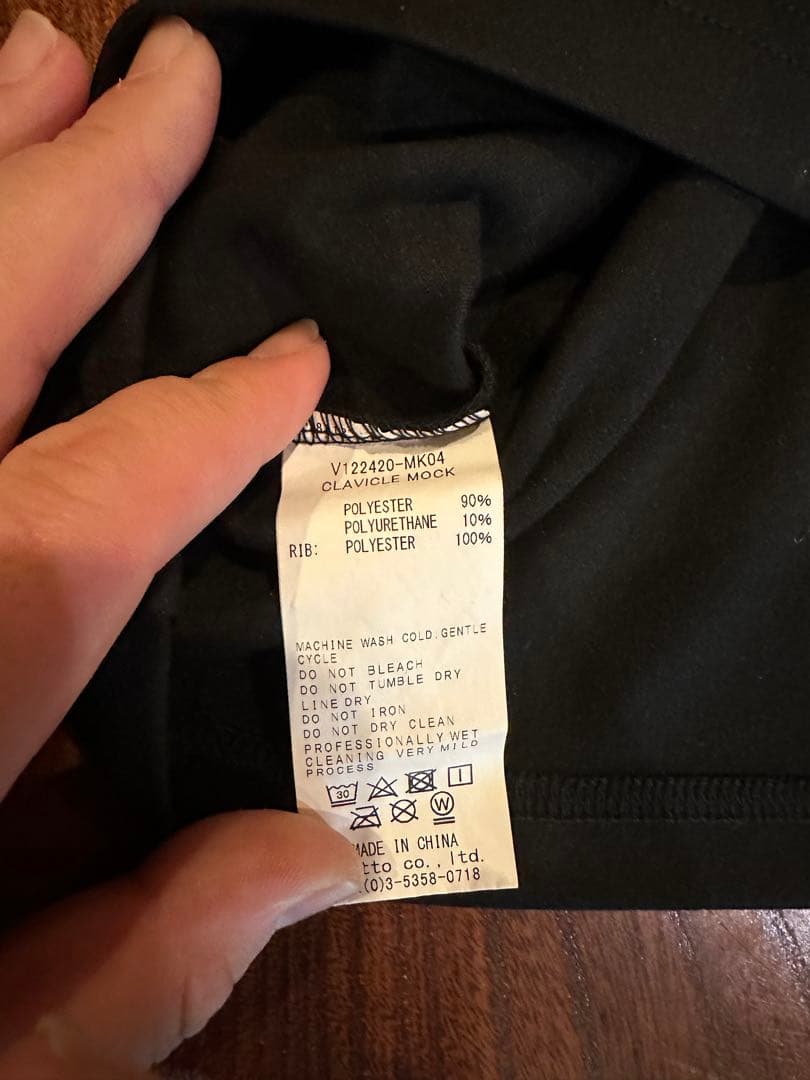 V122420-MK04
CLAVICLE MOCK
POLYESTER 90%
POLYURETHANE 10%
RIB: POLYESTER 100%
MACHINE WASH COLD.GENTLE
CYCLE
DO NOT BLEACH
DO NOT TUMBLE DRY
LINE DRY
DO NOT IRON
DO NOT DRY CLEAN
PROFESSIONALLY WET
CLEANING VERY MILD
PROCESS
30
W
MADE IN CHINA
tto co., ltd.
(0)3-5358-0718